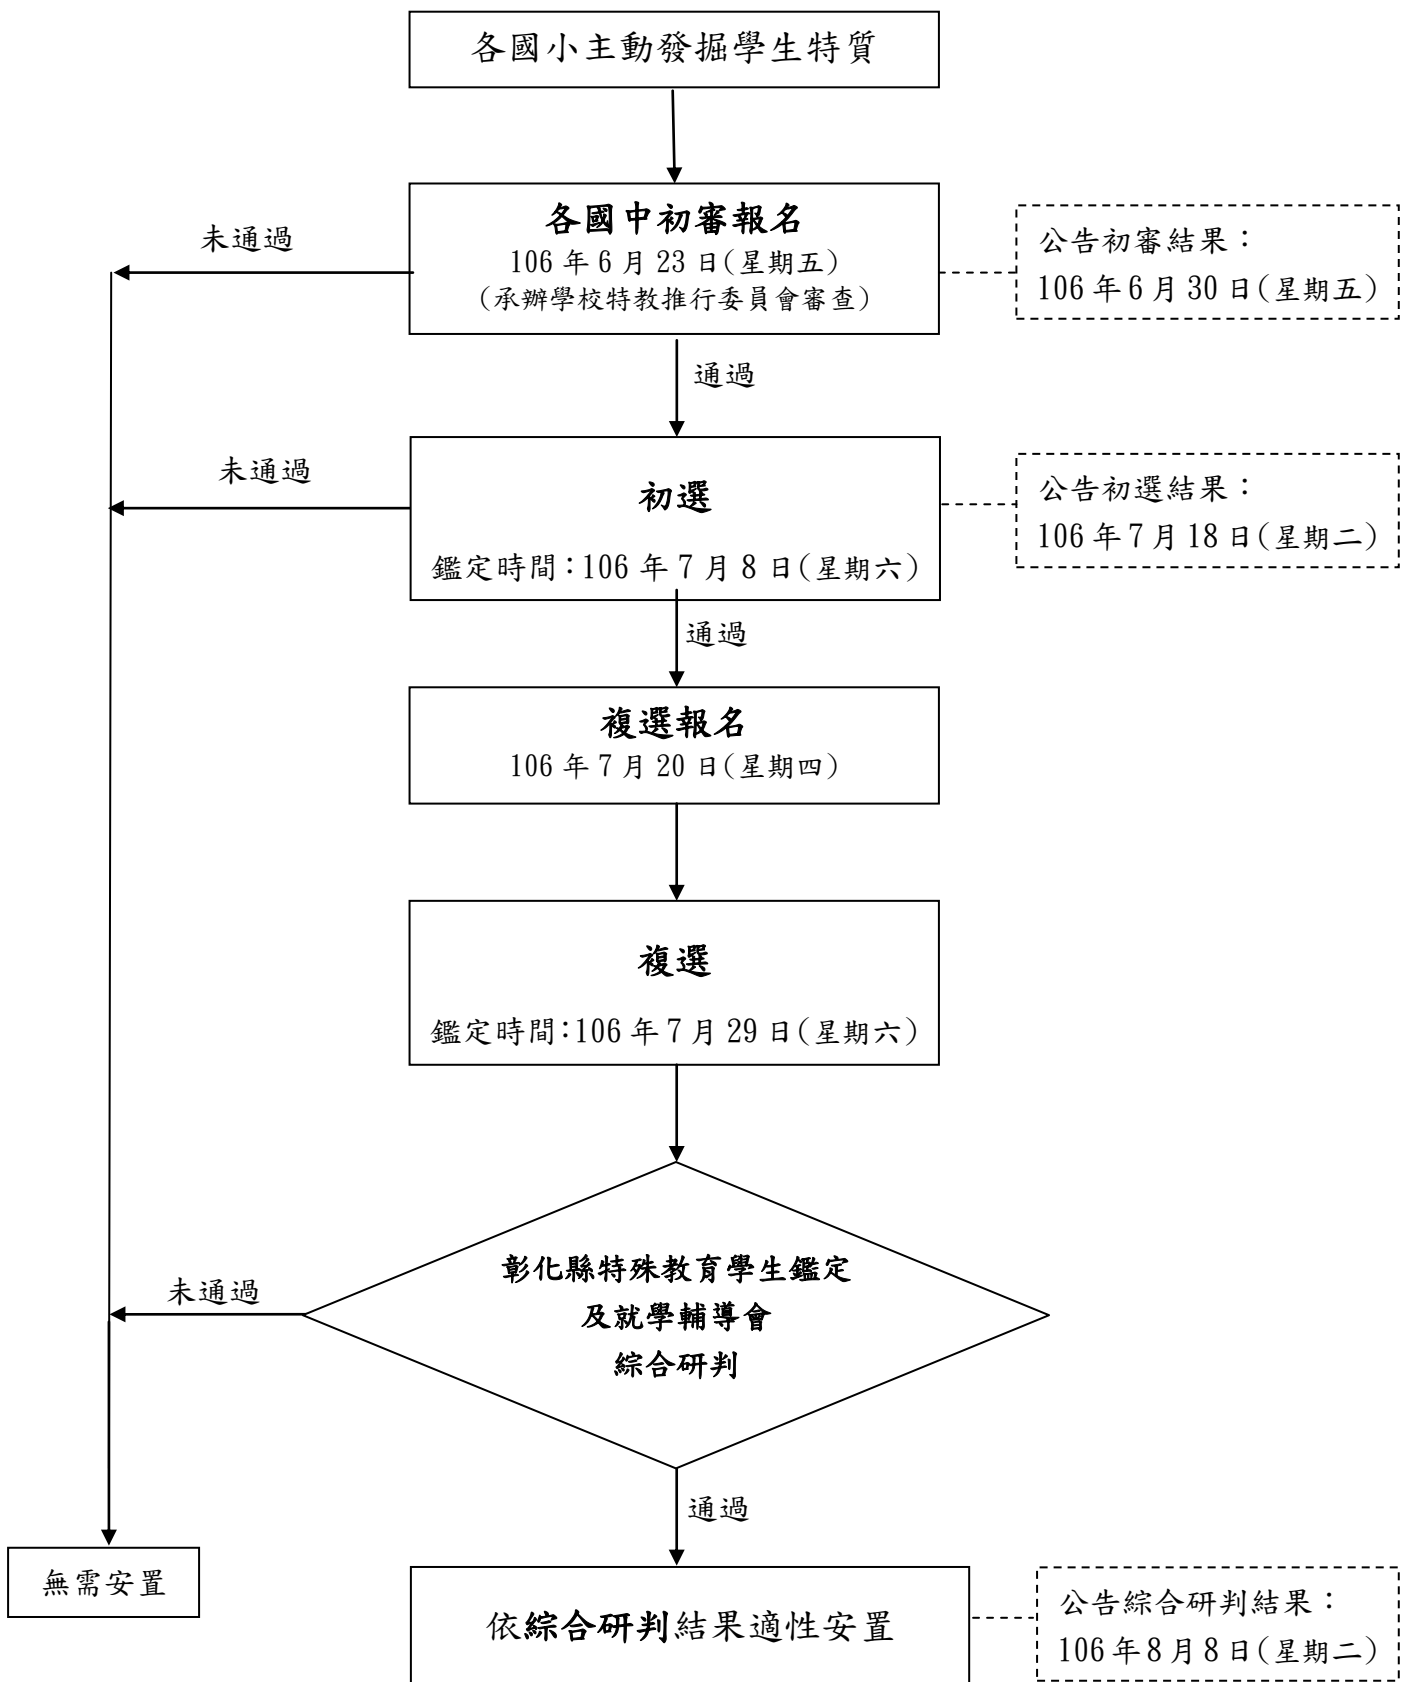 各國小主動發掘學生特質
各國中初審報名
106 年 6 月 23 日(星期五)
(承辦學校特教推行委員會審查)
未通過
公告初審結果：
106 年 6 月 30 日(星期五)
通過
初選
鑑定時間：106 年 7 月 8 日(星期六)
未通過
公告初選結果：
106 年 7 月 18 日(星期二)
通過
複選報名
106 年 7 月 20 日(星期四)
複選
鑑定時間：106 年 7 月 29 日(星期六)
彰化縣特殊教育學生鑑定
及就學輔導會
綜合研判
未通過
通過
無需安置
依綜合研判結果適性安置
公告綜合研判結果：
106 年 8 月 8 日(星期二)